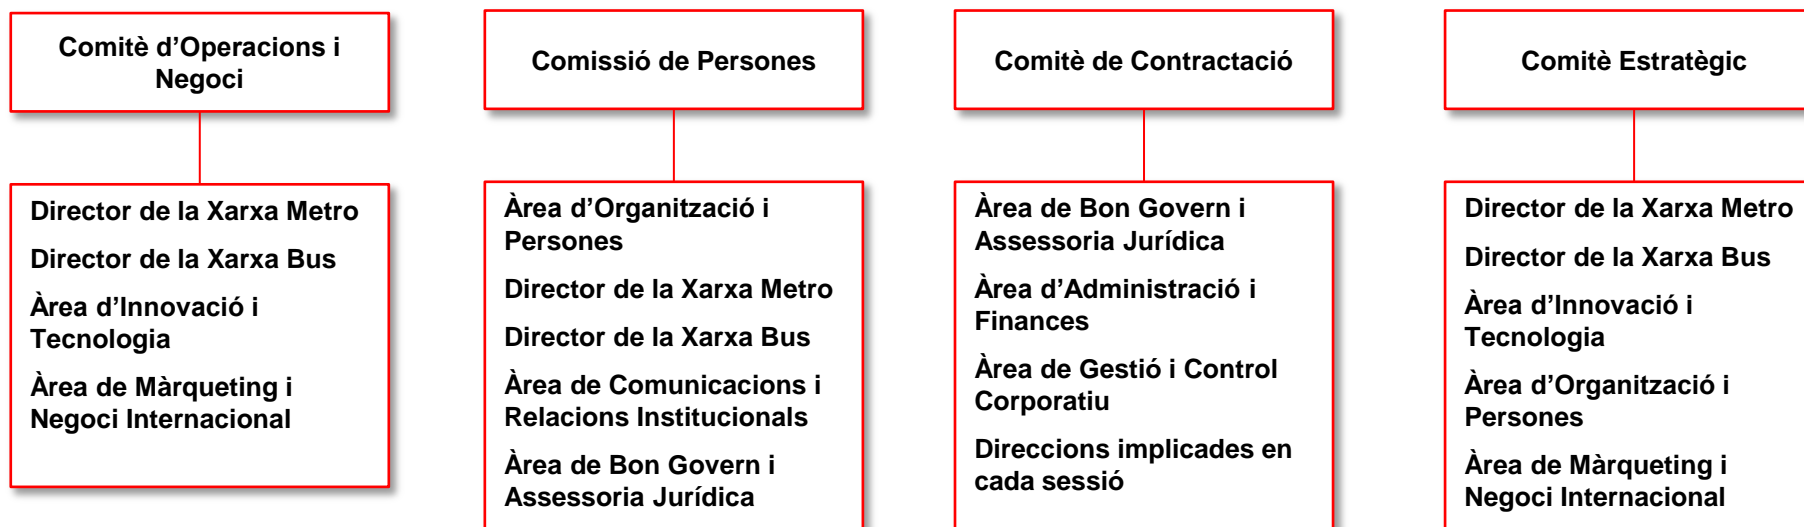 Comitè d’Operacions i
Negoci
Director de la Xarxa Metro
Director de la Xarxa Bus
Àrea d’Innovació i
Tecnologia
Àrea de Màrqueting i
Negoci Internacional
Comissió de Persones
Àrea d’Organització i
Persones
Director de la Xarxa Metro
Director de la Xarxa Bus
Àrea de Comunicacions i
Relacions Institucionals
Àrea de Bon Govern i
Assessoria Jurídica
Comitè de Contractació
Àrea de Bon Govern i
Assessoria Jurídica
Àrea d’Administració i
Finances
Àrea de Gestió i Control
Corporatiu
Direccions implicades en
cada sessió
Comitè Estratègic
Director de la Xarxa Metro
Director de la Xarxa Bus
Àrea d’Innovació i
Tecnologia
Àrea d’Organització i
Persones
Àrea de Màrqueting i
Negoci Internacional